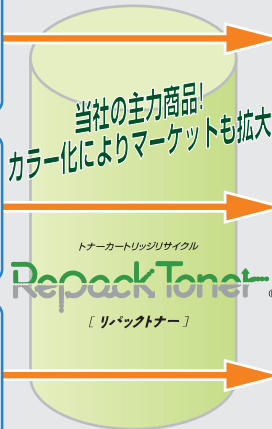 当社の主力商品!
カラー化によりマーケットも拡大
トナーカートリッジリサイクル
RepackToner®
[リパックトナー]